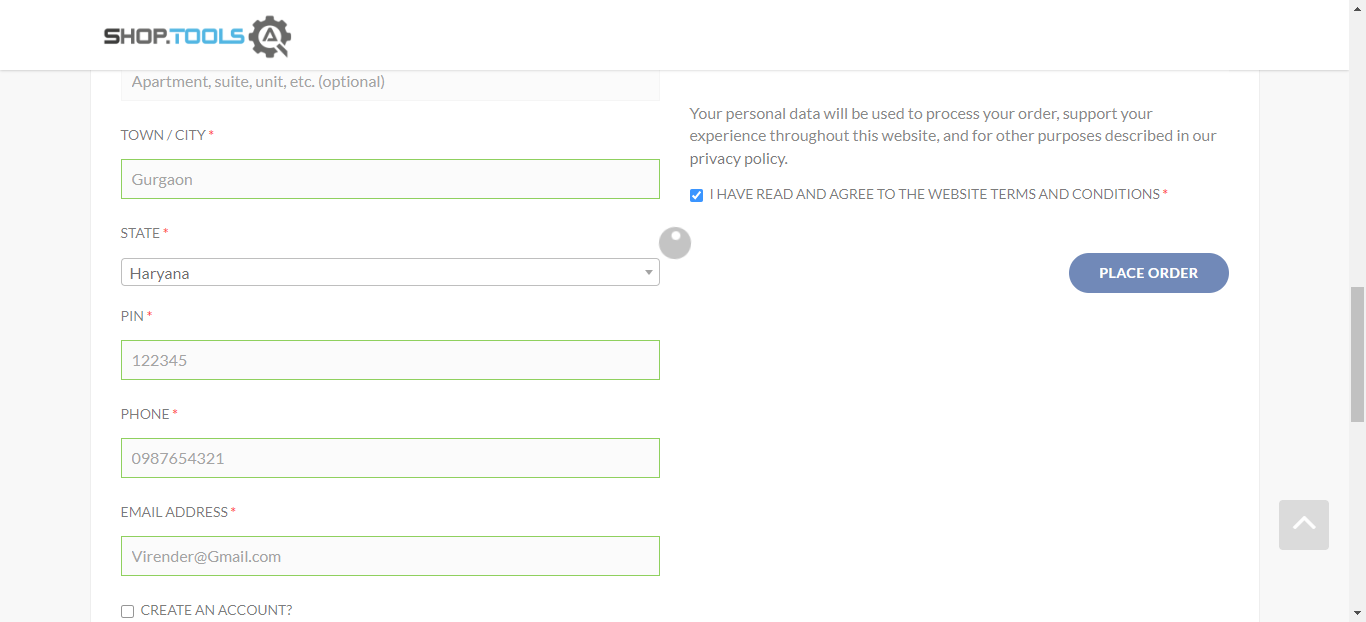 SHOP.TOOLS
Apartment, suite, unit, etc. (optional)
TOWN / CITY *
Gurgaon
STATE *
Haryana
PIN *
122345
PHONE *
0987654321
EMAIL ADDRESS *
Virender@Gmail.com
CREATE AN ACCOUNT?
Your personal data will be used to process your order, support your
experience throughout this website, and for other purposes described in our
privacy policy.
I HAVE READ AND AGREE TO THE WEBSITE TERMS AND CONDITIONS *
PLACE ORDER